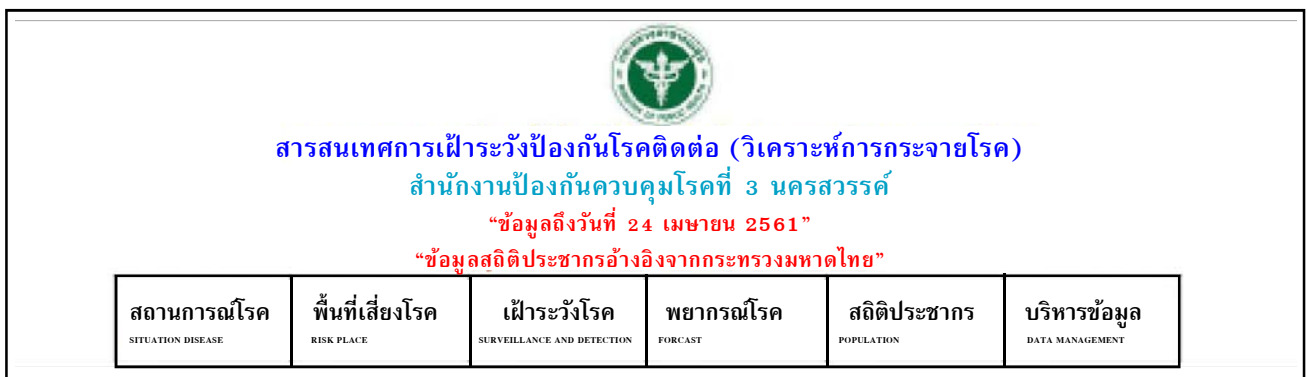 สารสนเทศการเฝ้าระวังป้องกันโรคติดต่อ (วิเคราะห์การกระจายโรค)
สำนักงานป้องกันควบคุมโรคที่ 3 นครสวรรค์
“ข้อมูลถึงวันที่ 24 เมษายน 2561”
“ข้อมูลสถิติประชากรอ้างอิงจากกระทรวงมหาดไทย”
สถานการณ์โรค พื้นที่เสี่ยงโรค เฝ้าระวังโรค พยากรณ์โรค สถิติประชากร บริหารข้อมูล
SITUATION DISEASE RISK PLACE SURVEILLANCE AND DETECTION FORCAST POPULATION DATA MANAGEMENT